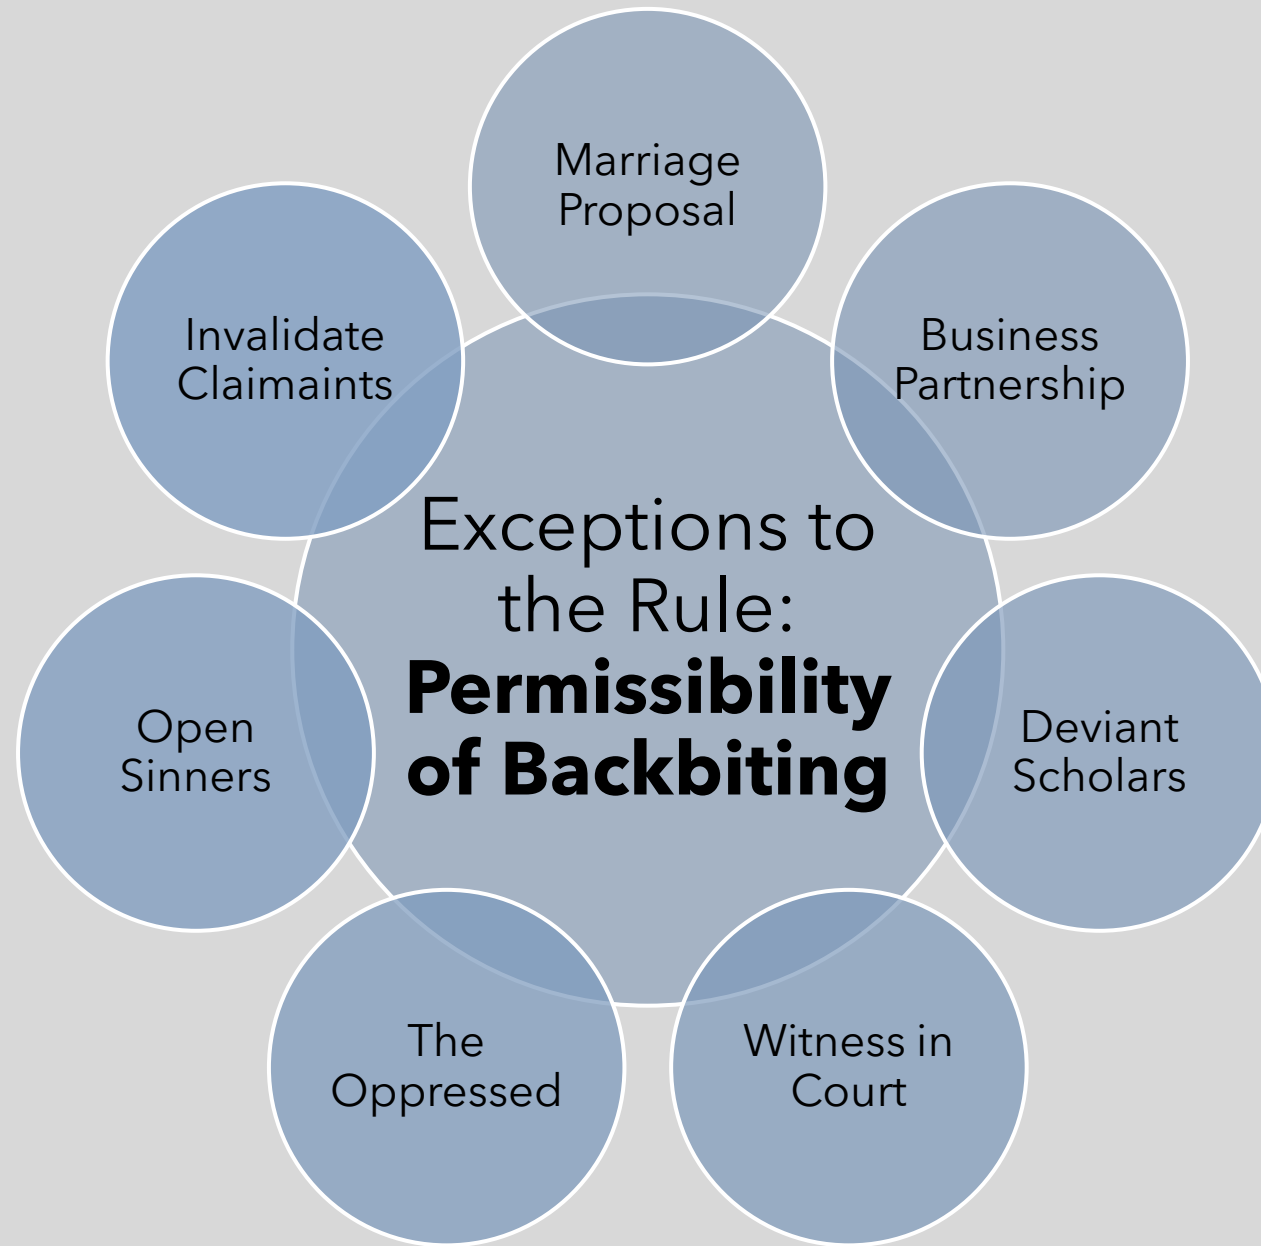 Marriage
Proposal
Business
Partnership
Deviant
Scholars
Witness in
Court
The
Oppressed
Open
Sinners
Invalidate
Claimaints
Exceptions to
the Rule:
Permissibility
of Backbiting